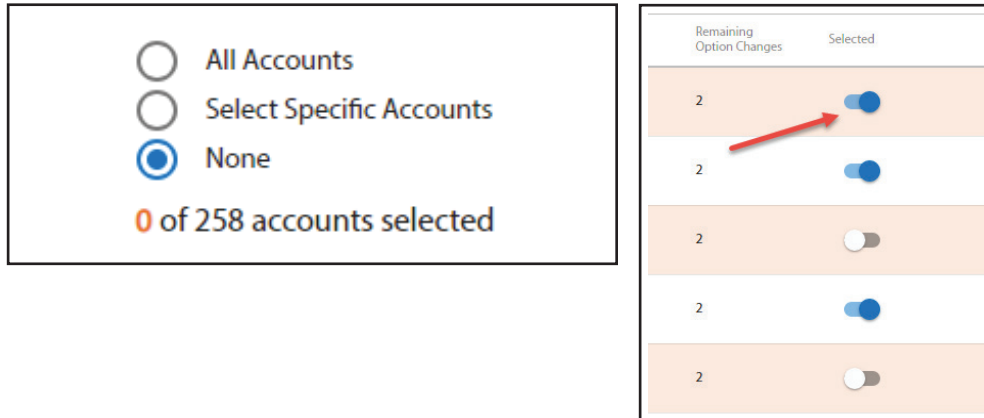 All Accounts
Select Specific Accounts
None
0 of 258 accounts selected
Remaining
Option Changes
Selected
2
2
2
2
2